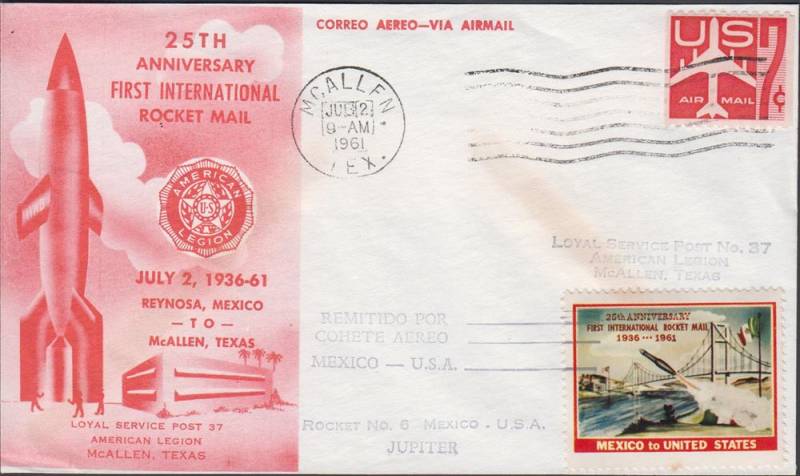 CORREO AEREO—VIA AIRMAIL
25TH
ANNIVERSARY
FIRST INTERNATIONAL
ROCKET MAIL
AMERICAN
U·S
LEGION
JULY 2, 1936-61
REYNOSA, MEXICO
— TO —
MCALLEN, TEXAS
LOYAL SERVICE POST 37
AMERICAN LEGION
MCALLEN, TEXAS
MCALLEN
JUL 2
9-AM
1961
TEX.
US
AIR MAIL
7¢
LOYAL SERVICE POST NO. 37
AMERICAN LEGION
MCALLEN, TEXAS
REMITIDO POR
COHETE AEREO
MEXICO — U.S.A.
ROCKET NO. 6 MEXICO - U.S.A.
JUPITER
25th ANNIVERSARY
FIRST INTERNATIONAL ROCKET MAIL
1936 ··· 1961
MEXICO to UNITED STATES